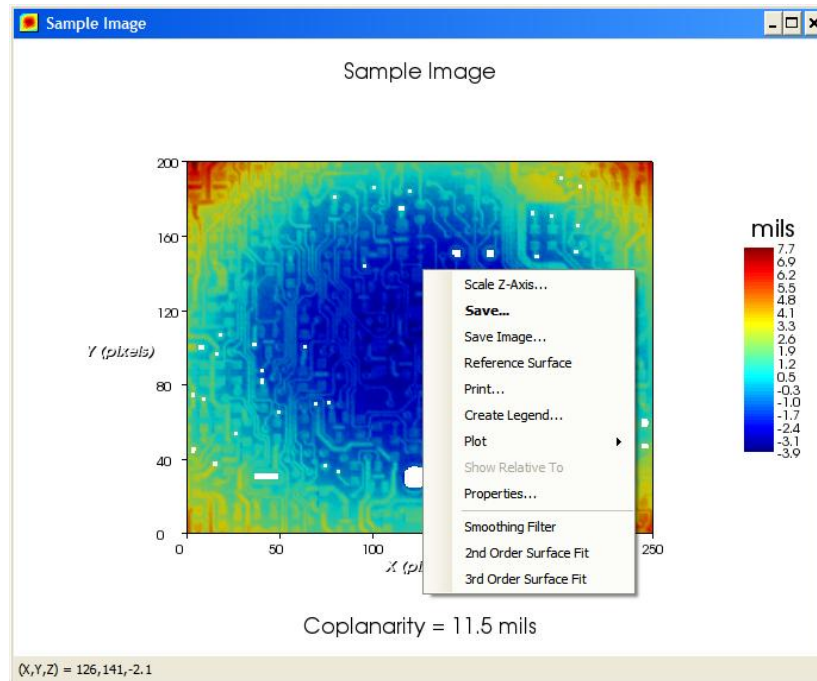 Sample Image
Sample Image
mils
7.7
6.9
6.2
5.5
4.8
4.1
3.3
2.6
1.9
1.2
0.5
-0.3
-1.0
-1.7
-2.4
-3.1
-3.9
200
160
120
80
40
0
Y (pixels)
0
50
100
250
X (pi
Scale Z-Axis...
Save...
Save Image...
Reference Surface
Print...
Create Legend...
Plot
Show Relative To
Properties...
Smoothing Filter
2nd Order Surface Fit
3rd Order Surface Fit
Coplanarity = 11.5 mils
(X,Y,Z) = 126,141,-2.1